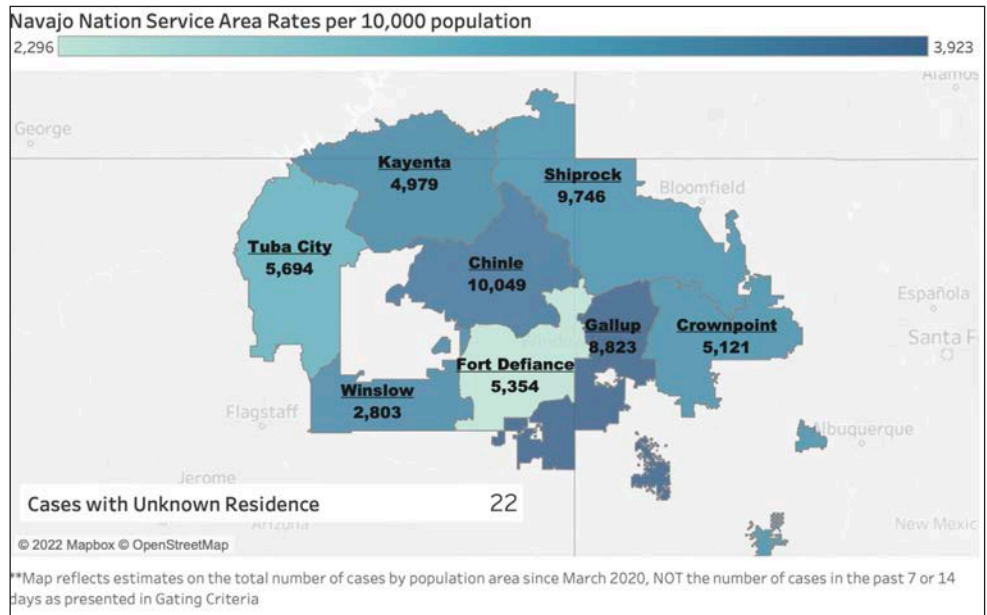 Navajo Nation Service Area Rates per 10,000 population
2,296
3,923
Alamos
George
Kayenta
4,979
Shiprock
9,746
Bloomfield
Tuba City
5,694
Chinle
10,049
Española
Gallup
8,823
Crownpoint
5,121
Santa F
Fort Defiance
5,354
Winslow
2,803
Flagstaff
Albuquerque
Jerome
Cases with Unknown Residence 22
Arizona
New Mexic
© 2022 Mapbox © OpenStreetMap
**Map reflects estimates on the total number of cases by population area since March 2020, NOT the number of cases in the past 7 or 14
days as presented in Gating Criteria